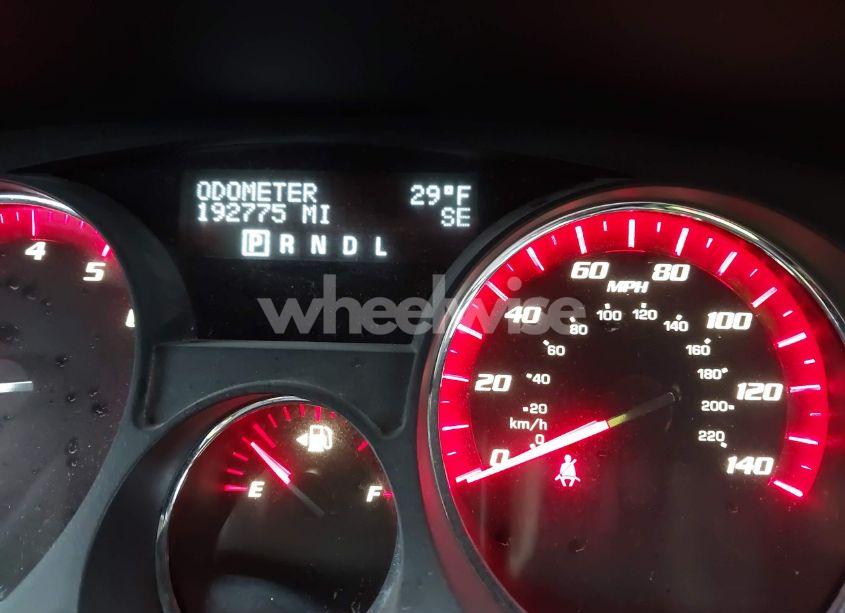 ODOMETER 29°F
192775 MI SE
P R N D L
wheelwise
4
5
60 80
MPH
40 100
100 120
80 140
60 160
20 40 180 120
20 200
km/h
0 0 220 140
E F